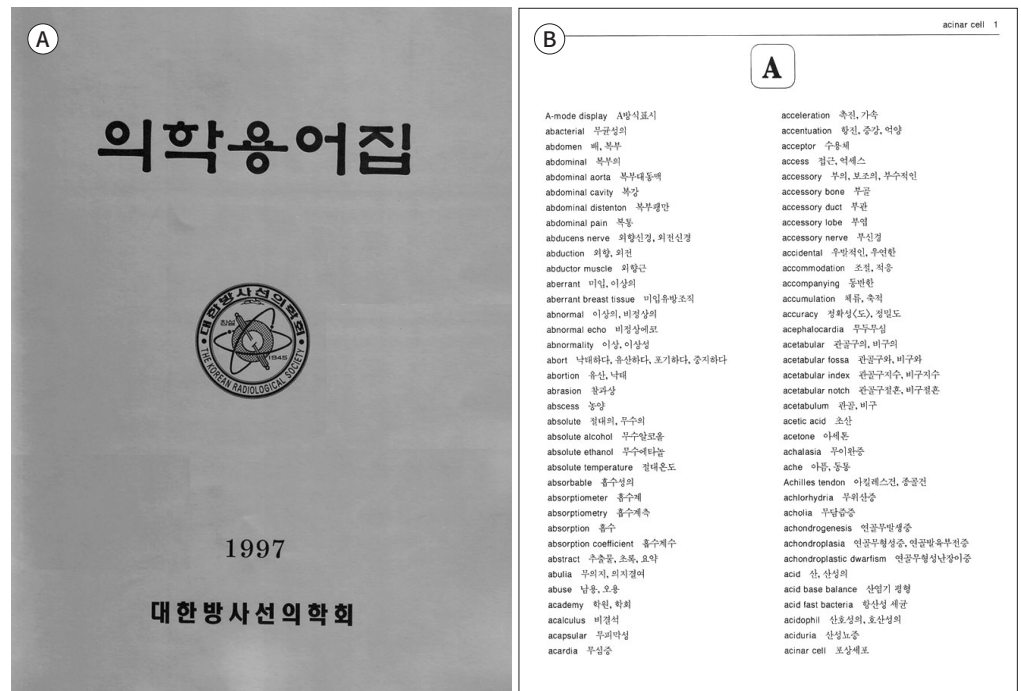 A
의학용어집
대한방사선의학회
창설
1945
THE KOREAN RADIOLOGICAL SOCIETY
1997
대한방사선의학회
B
acinar cell 1
A
A-mode display A방식표시
abacterial 무균성의
abdomen 배, 복부
abdominal 복부의
abdominal aorta 복부대동맥
abdominal cavity 복강
abdominal distenton 복부팽만
abdominal pain 복통
abducens nerve 외향신경, 외전신경
abduction 외향, 외전
abductor muscle 외향근
aberrant 미입, 이상의
aberrant breast tissue 미입유방조직
abnormal 이상의, 비정상의
abnormal echo 비정상에코
abnormality 이상, 이상성
abort 낙태하다, 유산하다, 포기하다, 중지하다
abortion 유산, 낙태
abrasion 찰과상
abscess 농양
absolute 절대의, 무수의
absolute alcohol 무수알코올
absolute ethanol 무수에타놀
absolute temperature 절대온도
absorbable 흡수성의
absorptiometer 흡수계
absorptiometry 흡수계측
absorption 흡수
absorption coefficient 흡수계수
abstract 추출물, 초록, 요약
abulia 무의지, 의지결여
abuse 남용, 오용
academy 학원, 학회
acalculus 비결석
acapsular 무피막성
acardia 무심증
acceleration 촉진, 가속
accentuation 항진, 증강, 억양
acceptor 수용체
access 접근, 억세스
accessory 부의, 보조의, 부수적인
accessory bone 부골
accessory duct 부관
accessory lobe 부엽
accessory nerve 부신경
accidental 우발적인, 우연한
accommodation 조절, 적응
accompanying 동반한
accumulation 체류, 축적
accuracy 정확성(도), 정밀도
acephalocardia 무두무심
acetabular 관골구의, 비구의
acetabular fossa 관골구와, 비구와
acetabular index 관골구지수, 비구지수
acetabular notch 관골구절흔, 비구절흔
acetabulum 관골, 비구
acetic acid 초산
acetone 아세톤
achalasia 무이완증
ache 아픔, 동통
Achilles tendon 아킬레스건, 종골건
achlorhydria 무위산증
acholia 무담즙증
achondrogenesis 연골무발생증
achondroplasia 연골무형성증, 연골발육부전증
achondroplastic dwarfism 연골무형성난장이증
acid 산, 산성의
acid base balance 산염기 평형
acid fast bacteria 항산성 세균
acidophil 산호성의, 호산성의
aciduria 산성뇨증
acinar cell 포상세포